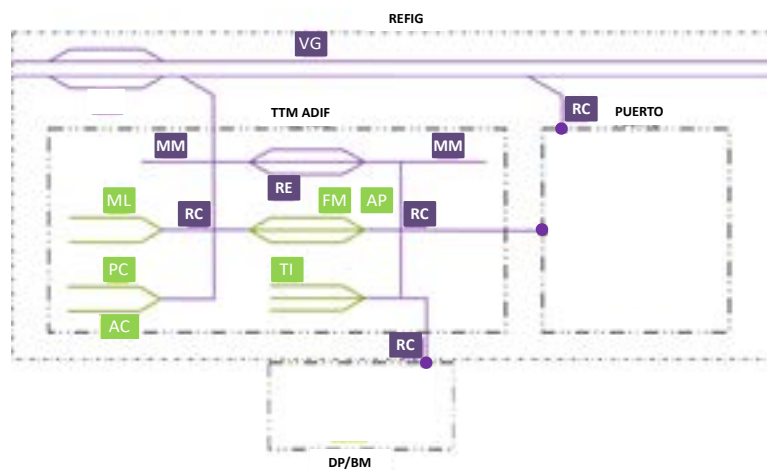 REFIG
VG
RC
TTM ADIF
PUERTO
MM
MM
RE
ML
FM
AP
RC
RC
PC
TI
AC
RC
DP/BM